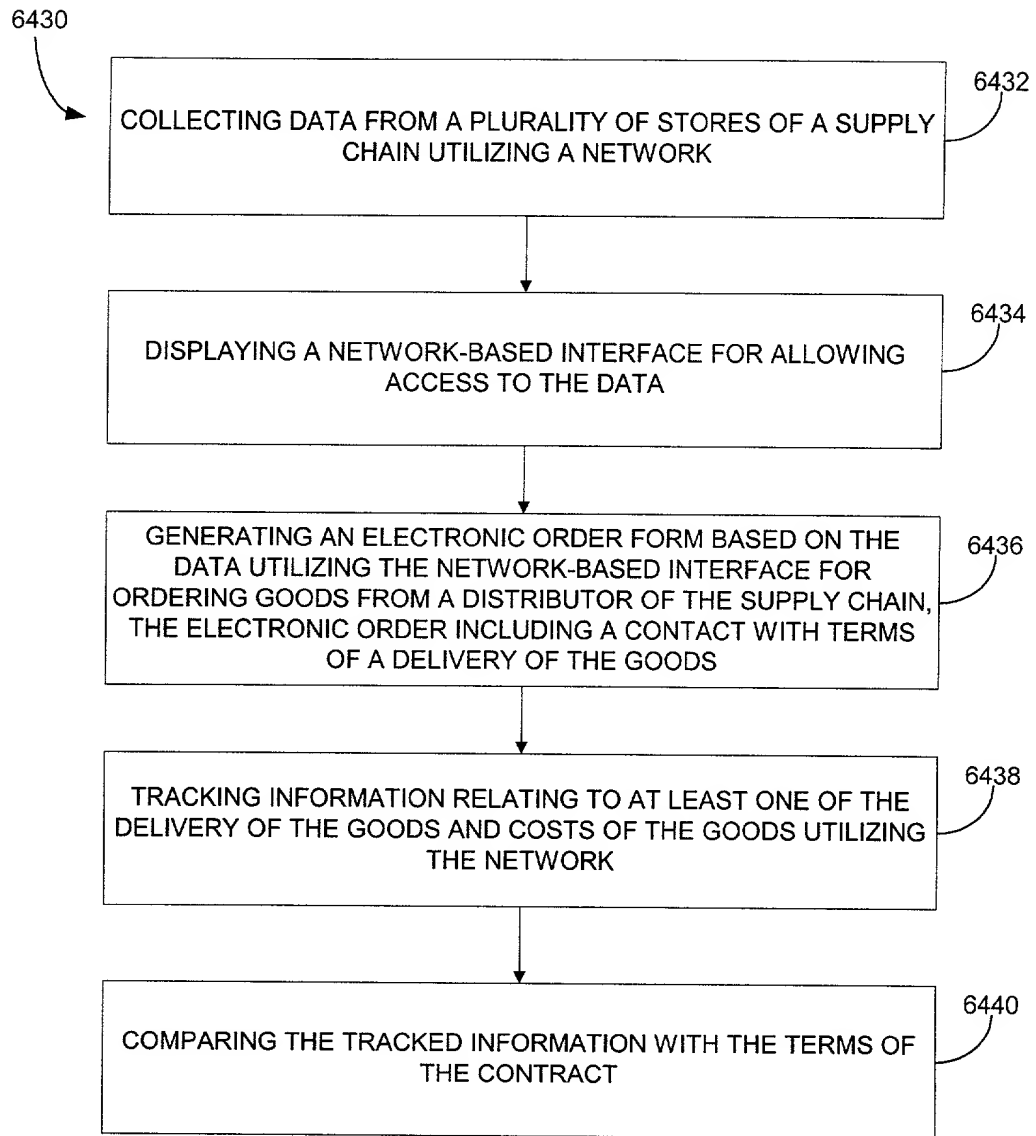 6430
6432
COLLECTING DATA FROM A PLURALITY OF STORES OF A SUPPLY
CHAIN UTILIZING A NETWORK
6434
DISPLAYING A NETWORK-BASED INTERFACE FOR ALLOWING
ACCESS TO THE DATA
6436
GENERATING AN ELECTRONIC ORDER FORM BASED ON THE
DATA UTILIZING THE NETWORK-BASED INTERFACE FOR
ORDERING GOODS FROM A DISTRIBUTOR OF THE SUPPLY CHAIN,
THE ELECTRONIC ORDER INCLUDING A CONTACT WITH TERMS
OF A DELIVERY OF THE GOODS
6438
TRACKING INFORMATION RELATING TO AT LEAST ONE OF THE
DELIVERY OF THE GOODS AND COSTS OF THE GOODS UTILIZING
THE NETWORK
6440
COMPARING THE TRACKED INFORMATION WITH THE TERMS OF
THE CONTRACT